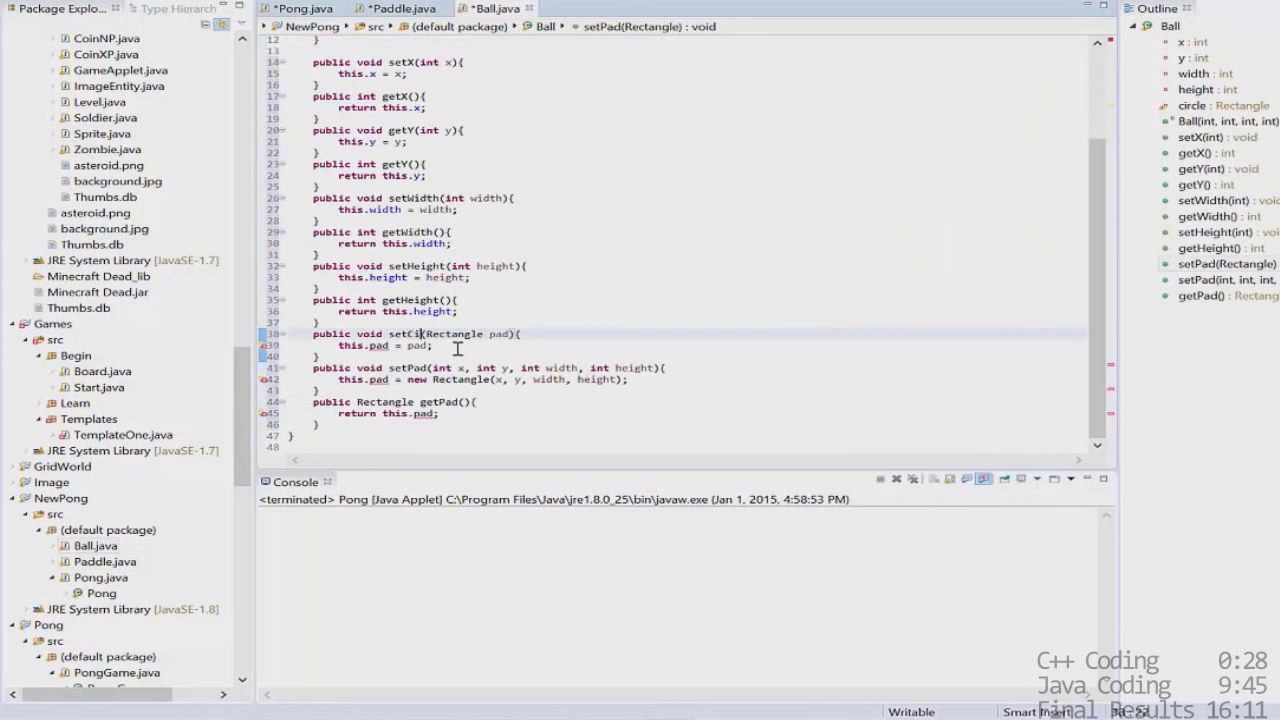 Package Explo...
Type Hierarch
*Pong.java
*Paddle.java
*Ball.java
Outline
NewPong
src
(default package)
Ball
setPad(Rectangle) : void
CoinNP.java
CoinXP.java
GameApplet.java
ImageEntity.java
Level.java
Soldier.java
Sprite.java
Zombie.java
asteroid.png
background.jpg
Thumbs.db
asteroid.png
background.jpg
Thumbs.db
JRE System Library [JavaSE-1.7]
Minecraft Dead_lib
Minecraft Dead.jar
Thumbs.db
Games
src
Begin
Board.java
Start.java
Learn
Templates
TemplateOne.java
JRE System Library [JavaSE-1.7]
GridWorld
Image
NewPong
src
(default package)
Ball.java
Paddle.java
Pong.java
Pong
JRE System Library [JavaSE-1.8]
Pong
src
(default package)
PongGame.java
12 }
13
14 public void setX(int x){
15 this.x = x;
16 }
17 public int getX(){
18 return this.x;
19 }
20 public void getY(int y){
21 this.y = y;
22 }
23 public int getY(){
24 return this.y;
25 }
26 public void setWidth(int width){
27 this.width = width;
28 }
29 public int getWidth(){
30 return this.width;
31 }
32 public void setHeight(int height){
33 this.height = height;
34 }
35 public int getHeight(){
36 return this.height;
37 }
38 public void setCi(Rectangle pad){
39 this.pad = pad;
40 }
41 public void setPad(int x, int y, int width, int height){
42 this.pad = new Rectangle(x, y, width, height);
43 }
44 public Rectangle getPad(){
45 return this.pad;
46 }
47 }
48
Ball
x : int
y : int
width : int
height : int
circle : Rectangle
Ball(int, int, int, int)
setX(int) : void
getX() : int
getY(int) : void
getY() : int
setWidth(int) : voi
getWidth() : int
setHeight(int) : voi
getHeight() : int
setPad(Rectangle)
setPad(int, int, int,
getPad() : Rectang
Console
<terminated> Pong [Java Applet] C:\Program Files\Java\jre1.8.0_25\bin\javaw.exe (Jan 1, 2015, 4:58:53 PM)
C++ Coding 0:28
Java Coding 9:45
Final Results 16:11
Writable
Smart Insert